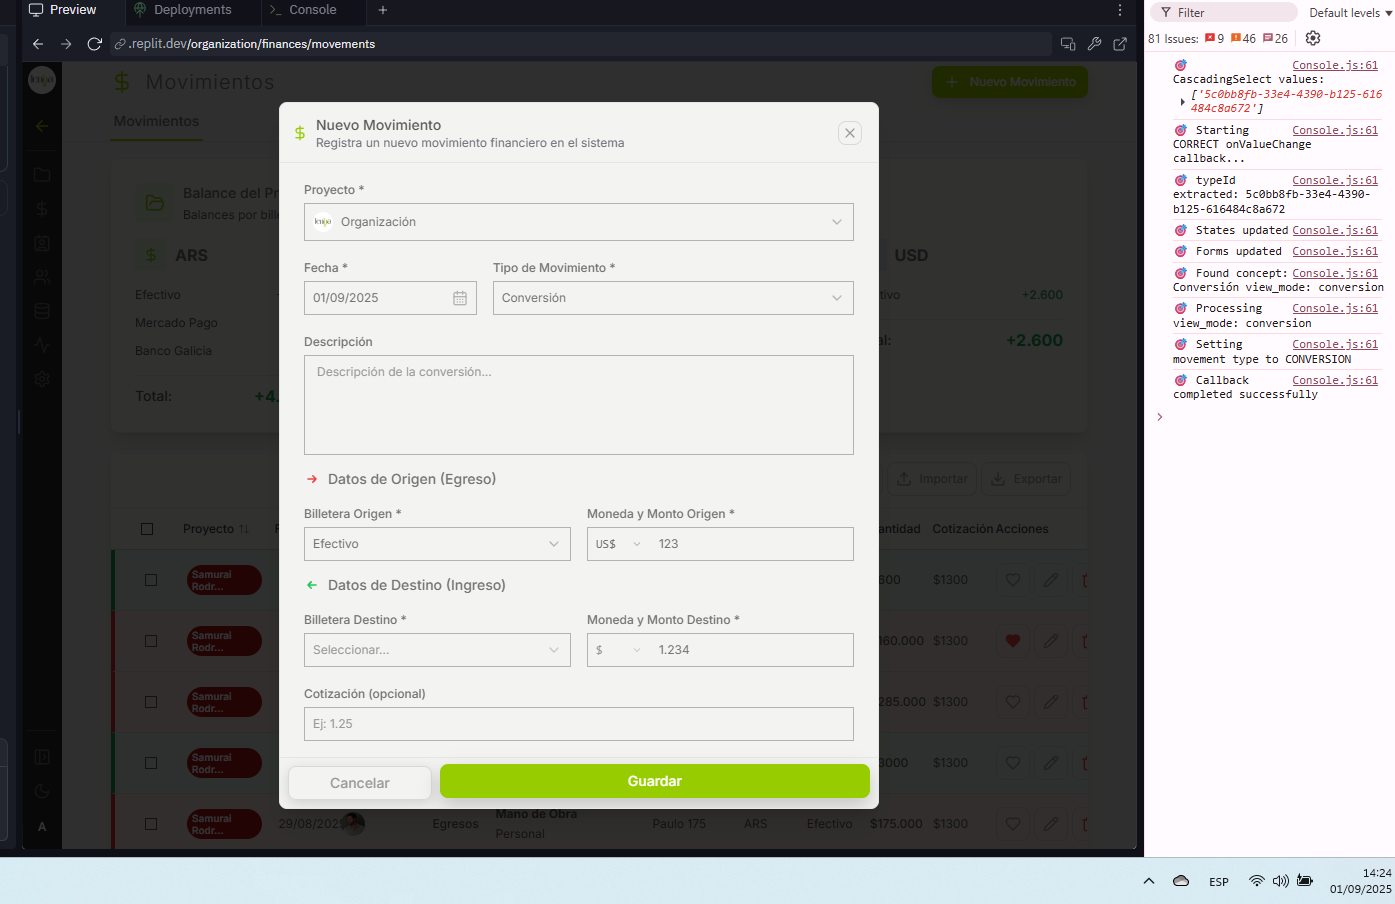 Preview
Deployments
>_ Console
.replit.dev/organization/finances/movements
Movimientos
Nuevo Movimiento
Movimientos
Balance del Pr
Balances por bille
ARS
Efectivo
Mercado Pago
Banco Galicia
Total:
+4.
USD
tivo
+2.600
al:
+2.600
Nuevo Movimiento
Registra un nuevo movimiento financiero en el sistema
Proyecto *
Organización
Fecha *
Tipo de Movimiento *
01/09/2025
Conversión
Descripción
Descripción de la conversión...
Datos de Origen (Egreso)
Billetera Origen *
Moneda y Monto Origen *
Efectivo
US$
123
Datos de Destino (Ingreso)
Billetera Destino *
Moneda y Monto Destino *
Seleccionar...
$
1.234
Cotización (opcional)
Ej: 1.25
Cancelar
Guardar
Importar
Exportar
Proyecto
antidad
Cotización
Acciones
Samurai
Rodr...
600
$1300
Samurai
Rodr...
160.000
$1300
Samurai
Rodr...
285.000
$1300
Samurai
Rodr...
3000
$1300
Samurai
Rodr...
29/08/2025
Egresos
Mano de Obra
Personal
Paulo 175
ARS
Efectivo
$175.000
$1300
A
Filter
Default levels
81 Issues:
9
46
26
Console.js:61
CascadingSelect values:
['5c0bb8fb-33e4-4390-b125-616
484c8a672']
Starting
Console.js:61
CORRECT onValueChange
callback...
typeId
Console.js:61
extracted: 5c0bb8fb-33e4-4390-
b125-616484c8a672
States updated
Console.js:61
Forms updated
Console.js:61
Found concept:
Console.js:61
Conversión view_mode: conversion
Processing
Console.js:61
view_mode: conversion
Setting
Console.js:61
movement type to CONVERSION
Callback
Console.js:61
completed successfully
ESP
14:24
01/09/2025